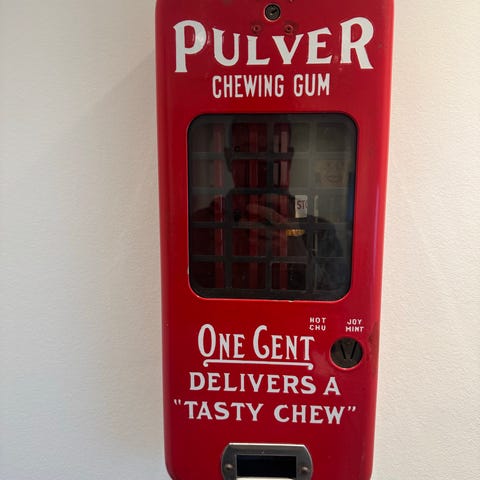 PULVER
CHEWING GUM
HOT JOY
CHU MINT
ONE CENT
DELIVERS A
"TASTY CHEW"